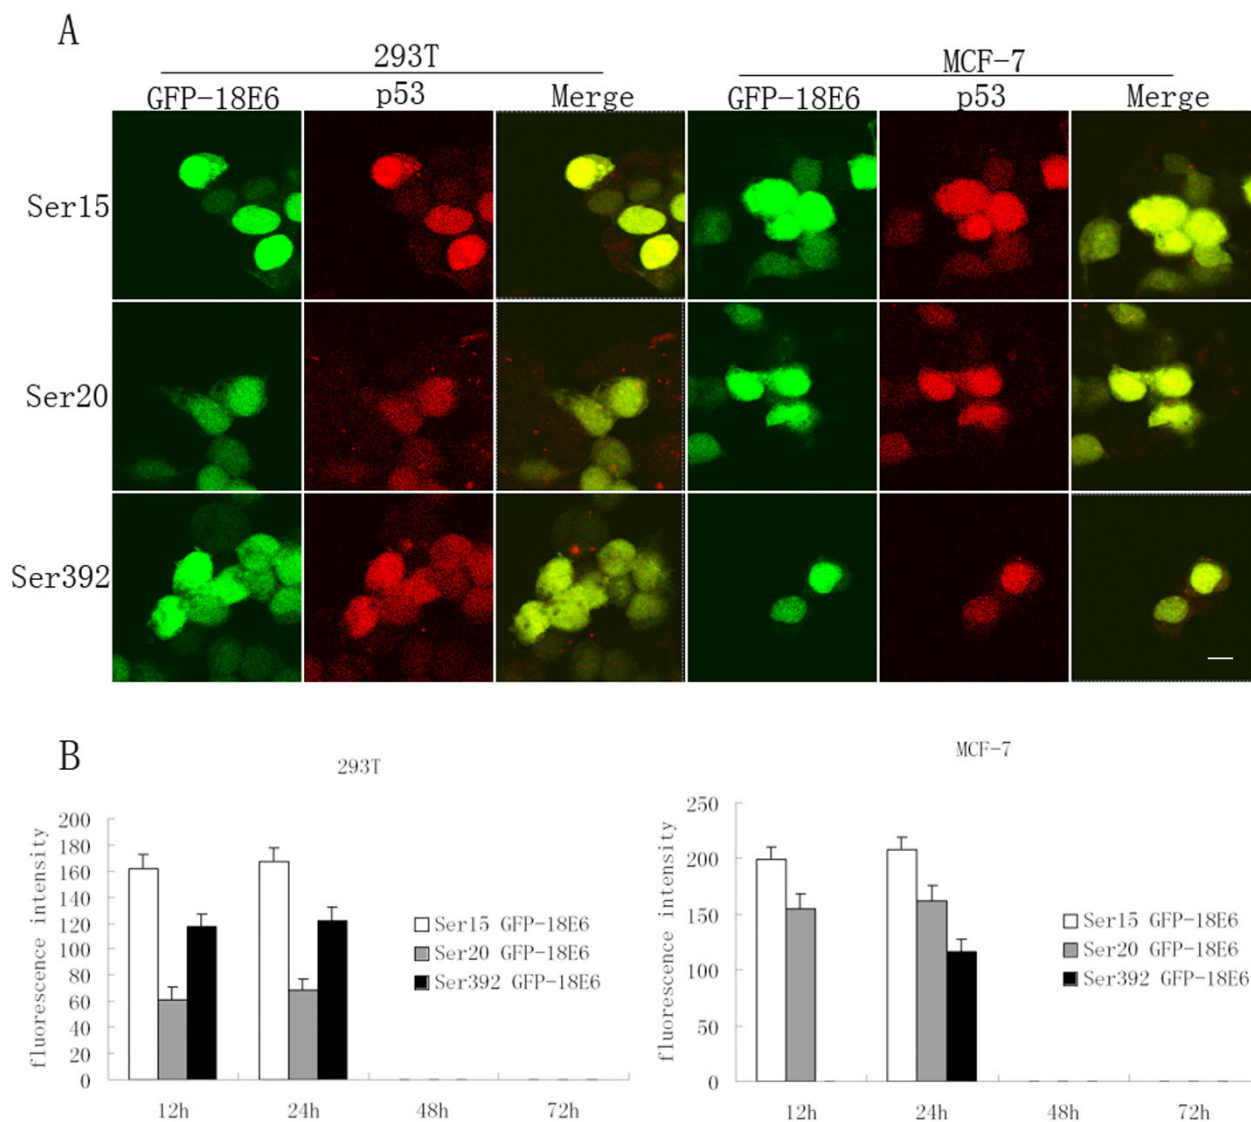 A
293T
MCF-7
GFP-18E6 p53 Merge GFP-18E6 p53 Merge
Ser15
Ser20
Ser392
B
293T
MCF-7
fluorescence intensity
200
180
160
140
120
100
80
60
40
20
0
12h 24h 48h 72h
Ser15 GFP-18E6
Ser20 GFP-18E6
Ser392 GFP-18E6
fluorescence intensity
250
200
150
100
50
0
12h 24h 48h 72h
Ser15 GFP-18E6
Ser20 GFP-18E6
Ser392 GFP-18E6